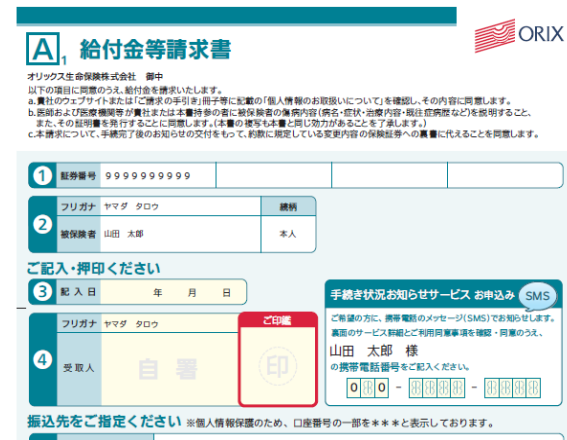 ORIX
A1 給付金等請求書
オリックス生命保険株式会社 御中
以下の項目に同意のうえ、給付金を請求いたします。
a.貴社のウェブサイトまたは「ご請求の手引き」冊子等に記載の「個人情報のお取扱いについて」を確認し、その内容に同意します。
b.医師および医療機関等が貴社または本書持参の者に被保険者の傷病内容(病名・症状・治療内容・既往症病歴など)を説明すること、
また、その証明書を発行することに同意します。(本書の複写も本書と同じ効力があることを了承します。)
c.本請求について、手続完了後のお知らせの交付をもって、約款に規定している変更内容の保険証券への裏書に代えることを同意します。
1 証券番号 9999999999
2 フリガナ ヤマダ タロウ 続柄
被保険者 山田 太郎 本人
ご記入・押印ください
3 記入日 年 月 日
4 フリガナ ヤマダ タロウ ご印鑑
受取人 自署 印
手続き状況お知らせサービス お申込み SMS
ご希望の方に、携帯電話のメッセージ(SMS)でお知らせします。
裏面のサービス詳細とご利用同意事項を確認・同意のうえ、
山田 太郎 様
の携帯電話番号をご記入ください。
0 0 - -
振込先をご指定ください ※個人情報保護のため、口座番号の一部を***と表示しております。